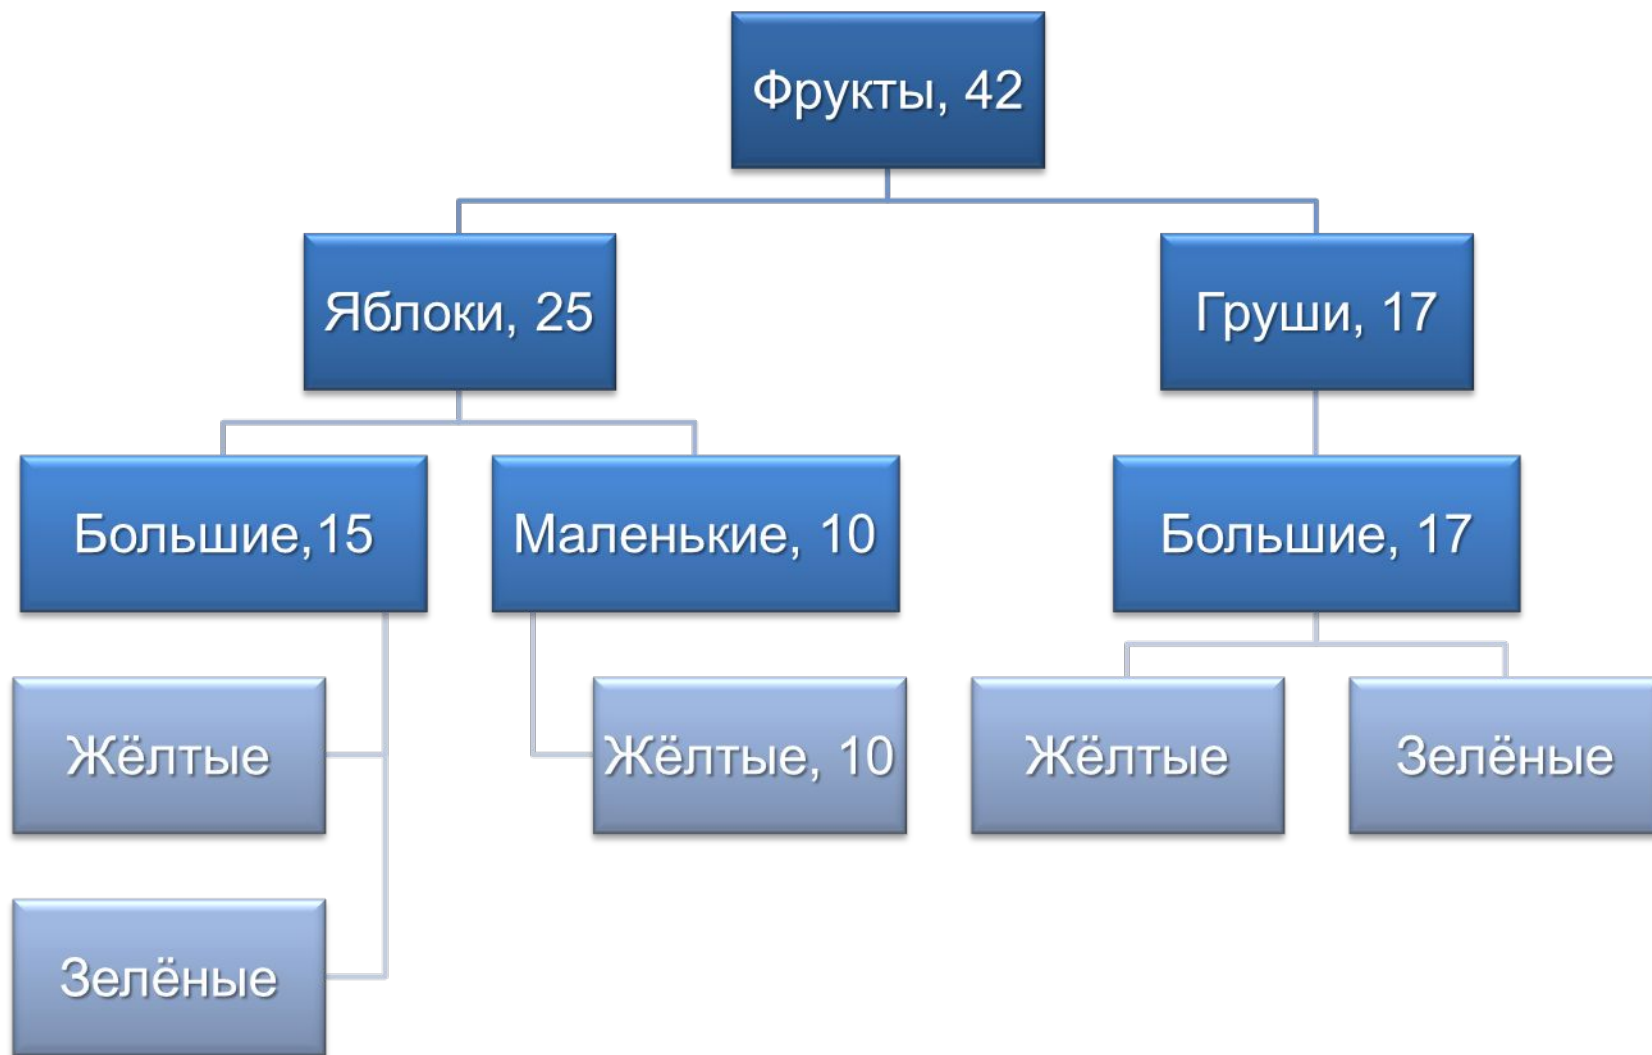 Фрукты, 42
Яблоки, 25
Груши, 17
Большие,15
Маленькие, 10
Большие, 17
Жёлтые
Жёлтые, 10
Жёлтые
Зелёные
Зелёные